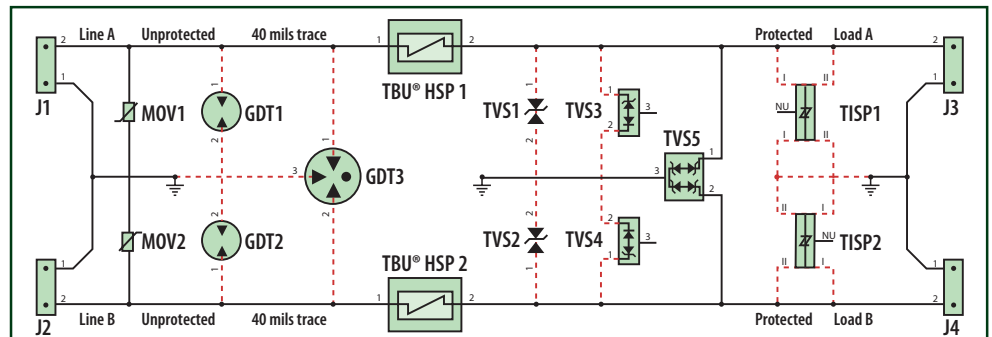 Line A Unprotected 40 mils trace Protected Load A
2 1 2 2
1 1
J1 J3
TBU® HSP 1
1 1 1 I II
MOV1 GDT1 TVS1 TVS3 3 NU TISP1
2 2 2 2 I II
TVS5
1
3 GDT3 3
2
2 2 2 2 II I
MOV2 GDT2 TVS2 TVS4 3 NU TISP2
1 1 1 II I
TBU® HSP 2
1 1
2 1 2 2
J2 J4
Line B Unprotected 40 mils trace Protected Load B